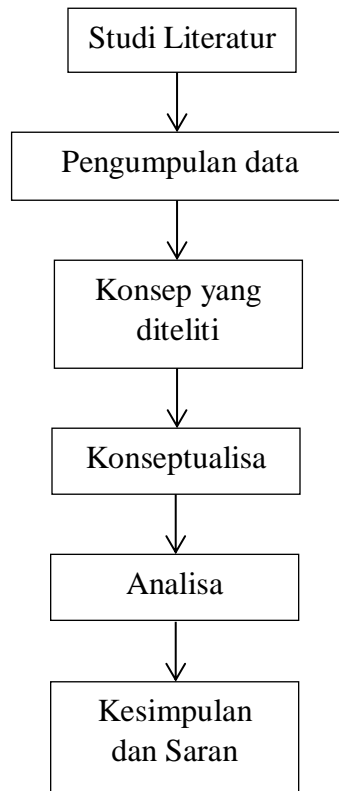 Studi Literatur
Pengumpulan data
Konsep yang
diteliti
Konseptualisa
Analisa
Kesimpulan
dan Saran